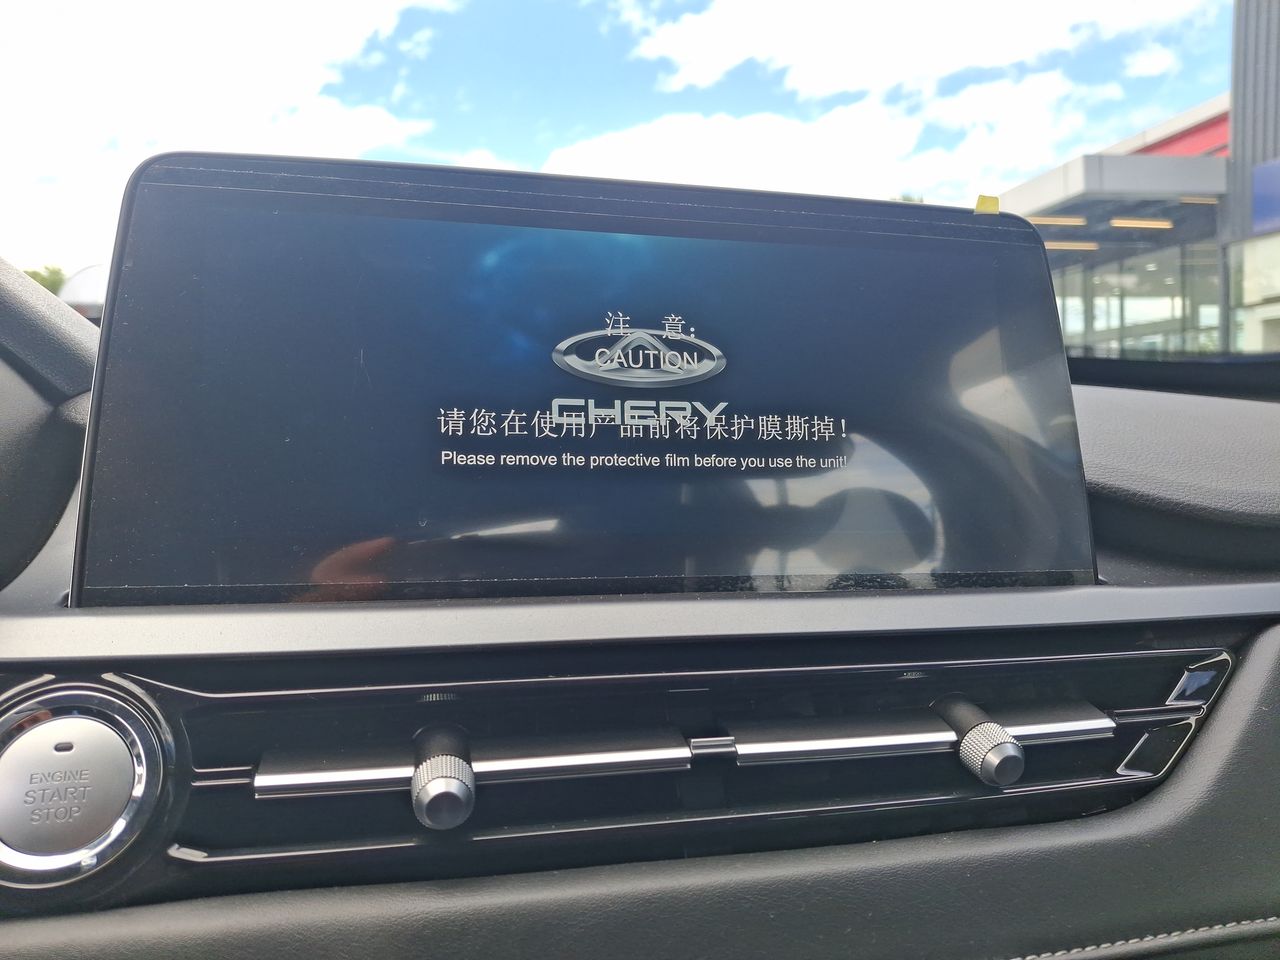 注 意:
CAUTION
CHERY
请您在使用产品前将保护膜撕掉!
Please remove the protective film before you use the unit!
ENGINE
START
STOP